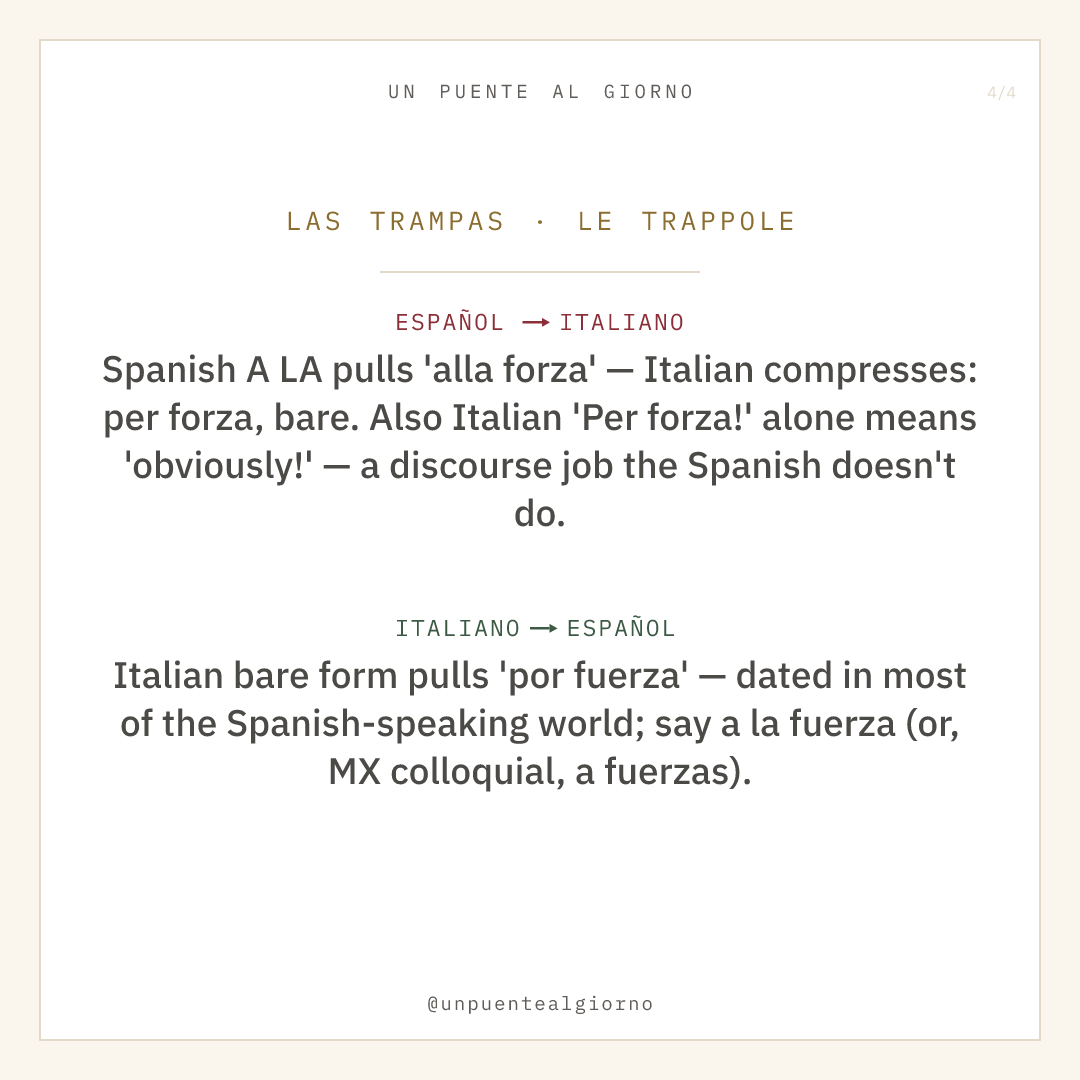 UN PUENTE AL GIORNO
4/4
LAS TRAMPAS · LE TRAPPOLE
ESPAÑOL → ITALIANO
Spanish A LA pulls 'alla forza' — Italian compresses:
per forza, bare. Also Italian 'Per forza!' alone means
'obviously!' — a discourse job the Spanish doesn't
do.
ITALIANO → ESPAÑOL
Italian bare form pulls 'por fuerza' — dated in most
of the Spanish-speaking world; say a la fuerza (or,
MX colloquial, a fuerzas).
@unpuentealgiorno